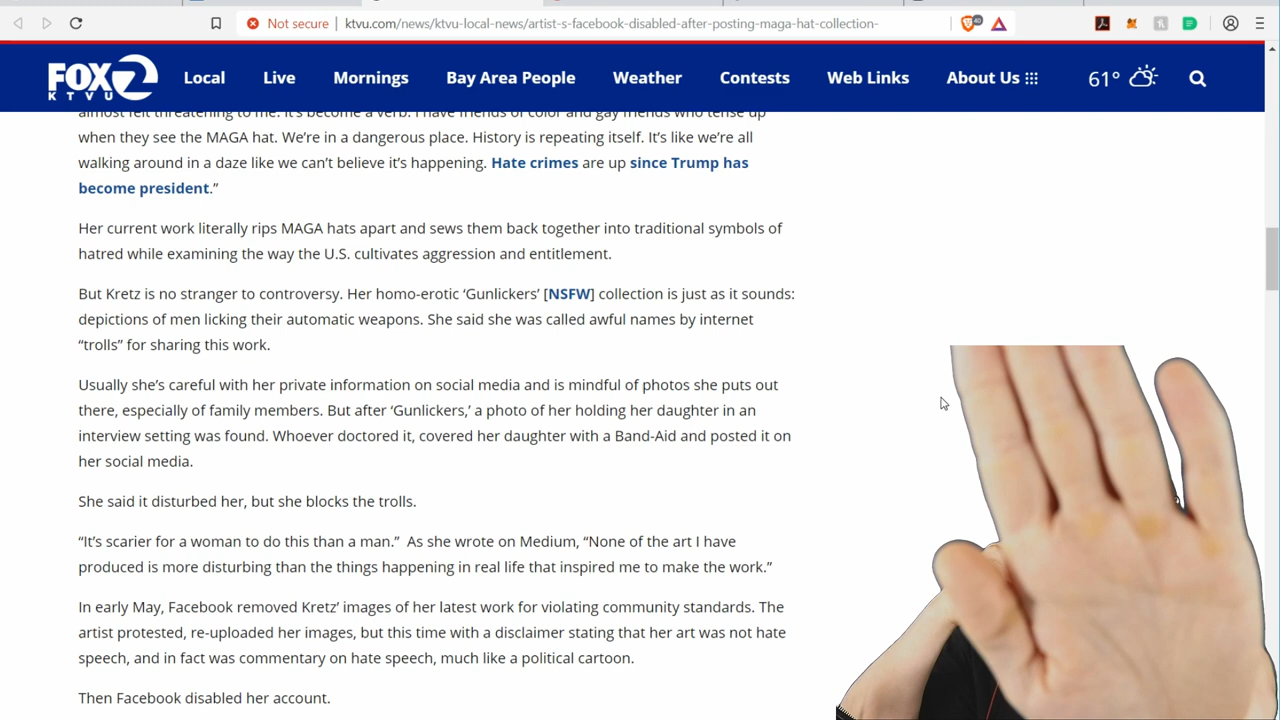 Not secure
ktvu.com/news/ktvu-local-news/artist-s-facebook-disabled-after-posting-maga-hat-collection-
FOX 2
KTVU
Local
Live
Mornings
Bay Area People
Weather
Contests
Web Links
About Us
61°
almost felt threatening to me. It’s become a verb. I have friends of color and gay friends who tense up
when they see the MAGA hat. We’re in a dangerous place. History is repeating itself. It’s like we’re all
walking around in a daze like we can’t believe it’s happening. Hate crimes are up since Trump has
become president.”
Her current work literally rips MAGA hats apart and sews them back together into traditional symbols of
hatred while examining the way the U.S. cultivates aggression and entitlement.
But Kretz is no stranger to controversy. Her homo-erotic ‘Gunlickers’ [NSFW] collection is just as it sounds:
depictions of men licking their automatic weapons. She said she was called awful names by internet
“trolls” for sharing this work.
Usually she’s careful with her private information on social media and is mindful of photos she puts out
there, especially of family members. But after ‘Gunlickers,’ a photo of her holding her daughter in an
interview setting was found. Whoever doctored it, covered her daughter with a Band-Aid and posted it on
her social media.
She said it disturbed her, but she blocks the trolls.
“It’s scarier for a woman to do this than a man.”  As she wrote on Medium, “None of the art I have
produced is more disturbing than the things happening in real life that inspired me to make the work.”
In early May, Facebook removed Kretz’ images of her latest work for violating community standards. The
artist protested, re-uploaded her images, but this time with a disclaimer stating that her art was not hate
speech, and in fact was commentary on hate speech, much like a political cartoon.
Then Facebook disabled her account.